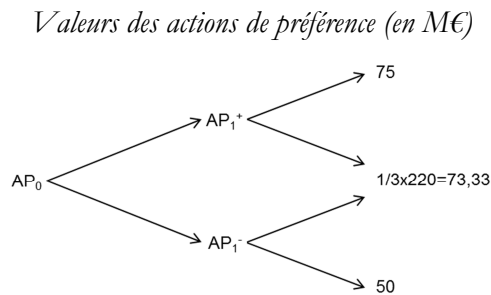 Valeurs des actions de préférence (en M€)
75
AP₁⁺
1/3x220=73,33
AP₀
AP₁⁻
50